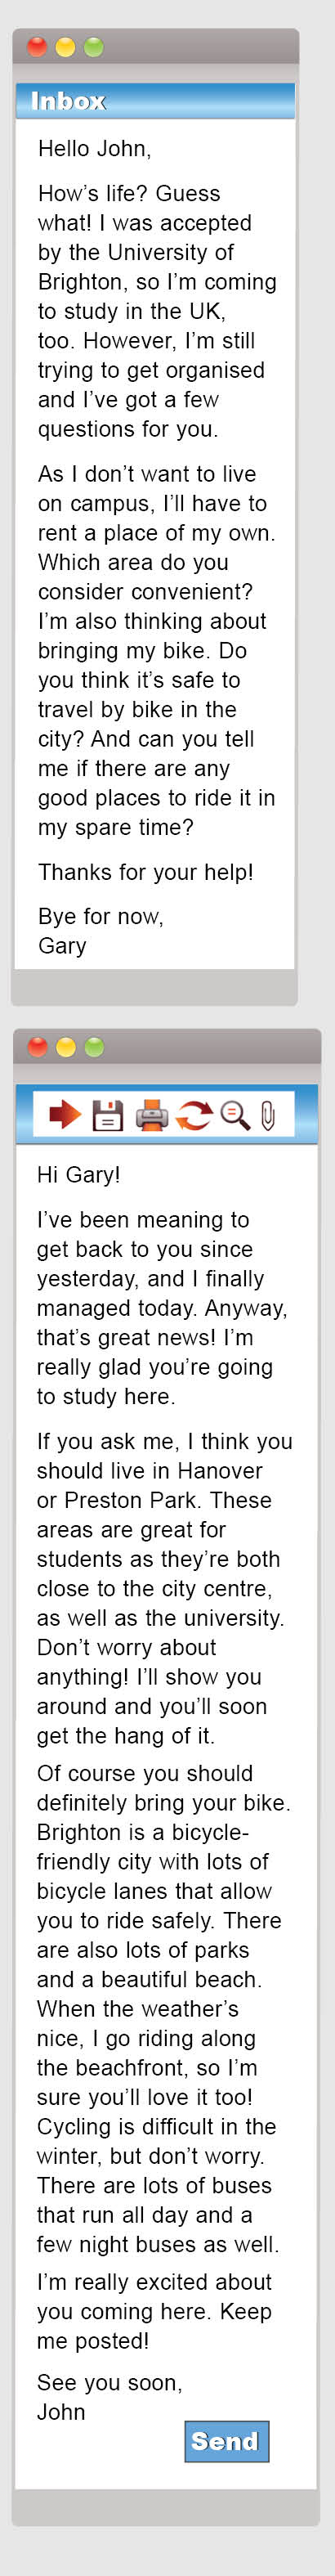 Inbox
Hello John,
How's life? Guess
what! I was accepted
by the University of
Brighton, so I'm coming
to study in the UK,
too. However, I'm still
trying to get organised
and I've got a few
questions for you.
As I don't want to live
on campus, I'll have to
rent a place of my own.
Which area do you
consider convenient?
I'm also thinking about
bringing my bike. Do
you think it's safe to
travel by bike in the
city? And can you tell
me if there are any
good places to ride it in
my spare time?
Thanks for your help!
Bye for now,
Gary
Hi Gary!
I've been meaning to
get back to you since
yesterday, and I finally
managed today. Anyway,
that's great news! I'm
really glad you're going
to study here.
If you ask me, I think you
should live in Hanover
or Preston Park. These
areas are great for
students as they're both
close to the city centre,
as well as the university.
Don't worry about
anything! I'll show you
around and you'll soon
get the hang of it.
Of course you should
definitely bring your bike.
Brighton is a bicycle-
friendly city with lots of
bicycle lanes that allow
you to ride safely. There
are also lots of parks
and a beautiful beach.
When the weather's
nice, I go riding along
the beachfront, so I'm
sure you'll love it too!
Cycling is difficult in the
winter, but don't worry.
There are lots of buses
that run all day and a
few night buses as well.
I'm really excited about
you coming here. Keep
me posted!
See you soon,
John
Send